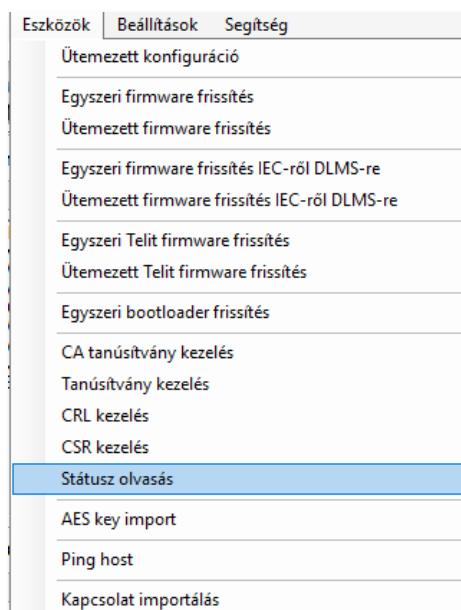 Eszközök Beállítások Segítség
Ütemezett konfiguráció
Egyszeri firmware frissítés
Ütemezett firmware frissítés
Egyszeri firmware frissítés IEC-ről DLMS-re
Ütemezett firmware frissítés IEC-ről DLMS-re
Egyszeri Telit firmware frissítés
Ütemezett Telit firmware frissítés
Egyszeri bootloader frissítés
CA tanúsítvány kezelés
Tanúsítvány kezelés
CRL kezelés
CSR kezelés
Státusz olvasás
AES key import
Ping host
Kapcsolat importálás